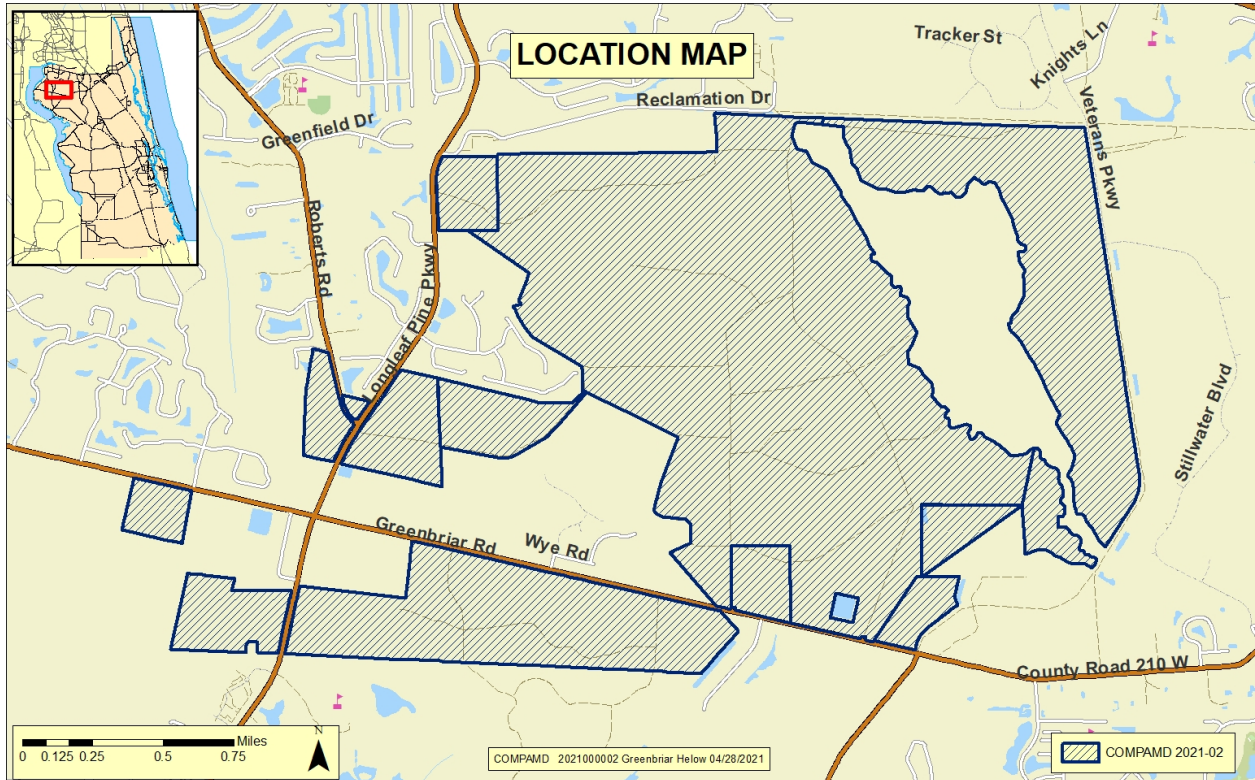 LOCATION MAP
Tracker St
Knights Ln
Reclamation Dr
Veterans Pkwy
Greenfield Dr
Roberts Rd
Longleaf Pine Pkwy
Stillwater Blvd
Greenbriar Rd
Wye Rd
County Road 210 W
Miles
0 0.125 0.25 0.5 0.75
N
COMPAMD 2021000002 Greenbriar Helow 04/28/2021
COMPAMD 2021-02